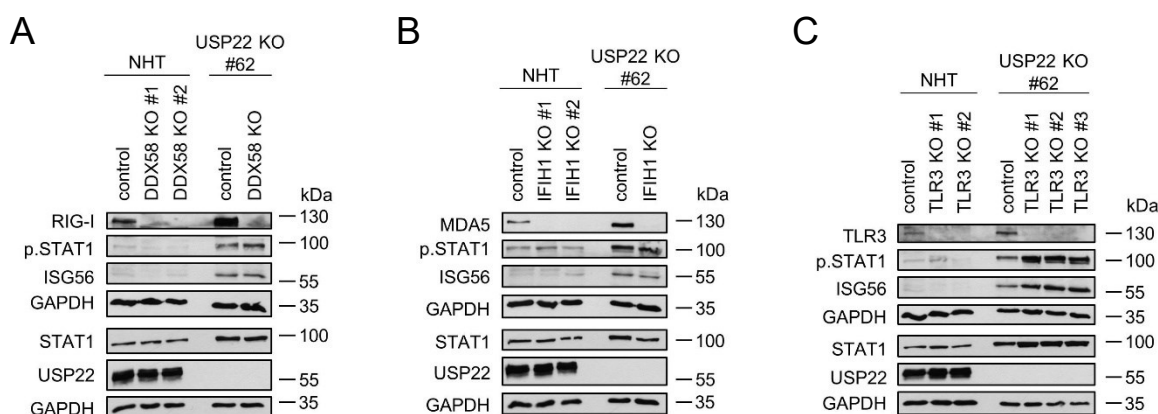 A
NHT
USP22 KO
#62
control
DDX58 KO #1
DDX58 KO #2
control
DDX58 KO
kDa
RIG-I
130
p.STAT1
100
ISG56
55
GAPDH
35
STAT1
100
USP22
55
GAPDH
35
B
NHT
USP22 KO
#62
control
IFIH1 KO #1
IFIH1 KO #2
control
IFIH1 KO
kDa
MDA5
130
p.STAT1
100
ISG56
55
GAPDH
35
STAT1
100
USP22
55
GAPDH
35
C
NHT
USP22 KO
#62
control
TLR3 KO #1
TLR3 KO #2
control
TLR3 KO #1
TLR3 KO #2
TLR3 KO #3
kDa
TLR3
130
p.STAT1
100
ISG56
55
GAPDH
35
STAT1
100
USP22
55
GAPDH
35